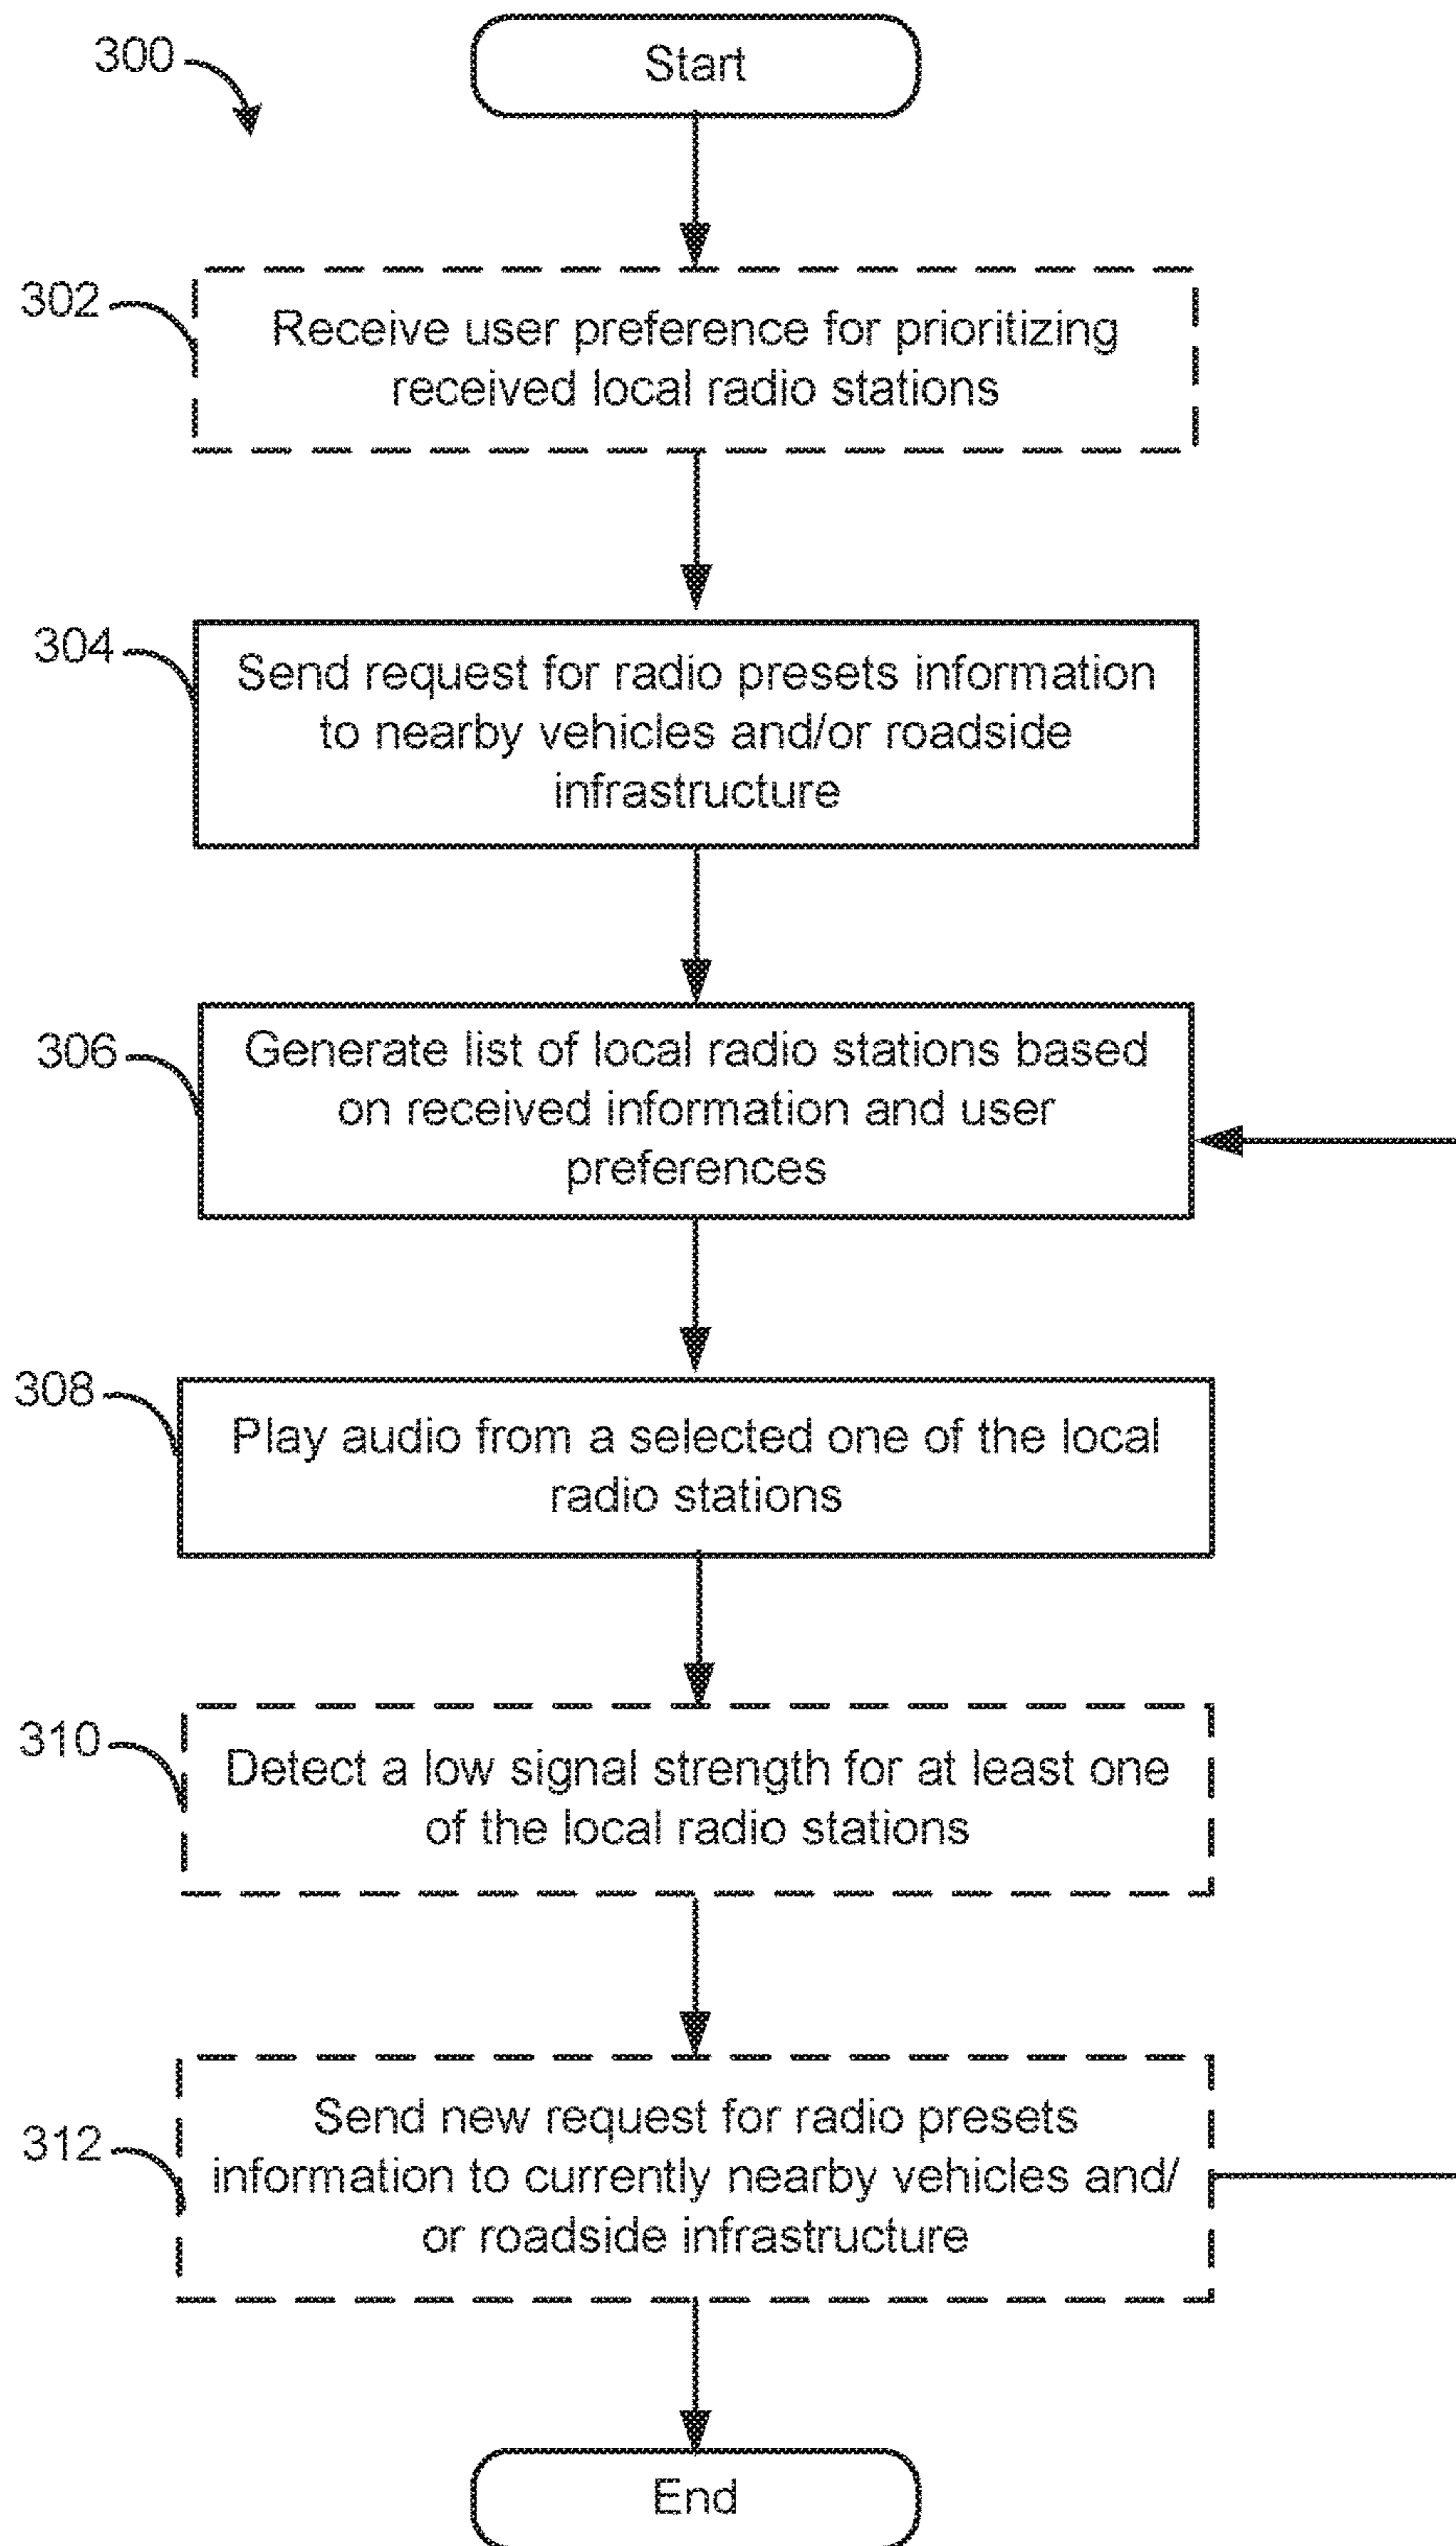 300
Start
302
Receive user preference for prioritizing
received local radio stations
304
Send request for radio presets information
to nearby vehicles and/or roadside
infrastructure
306
Generate list of local radio stations based
on received information and user
preferences
308
Play audio from a selected one of the local
radio stations
310
Detect a low signal strength for at least one
of the local radio stations
312
Send new request for radio presets
information to currently nearby vehicles and/
or roadside infrastructure
End